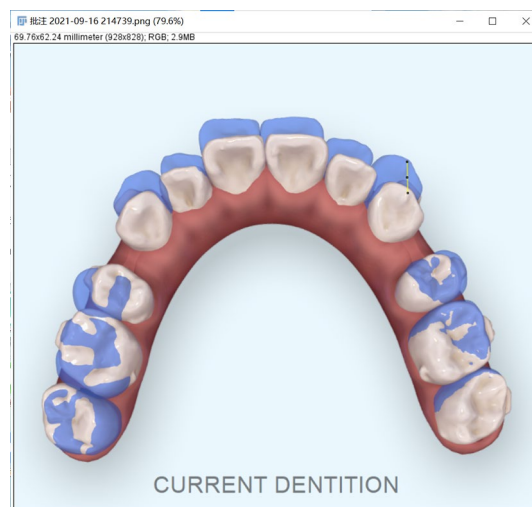 批注 2021-09-16 214739.png (79.6%)
69.76x62.24 millimeter (928x828); RGB; 2.9MB
CURRENT DENTITION